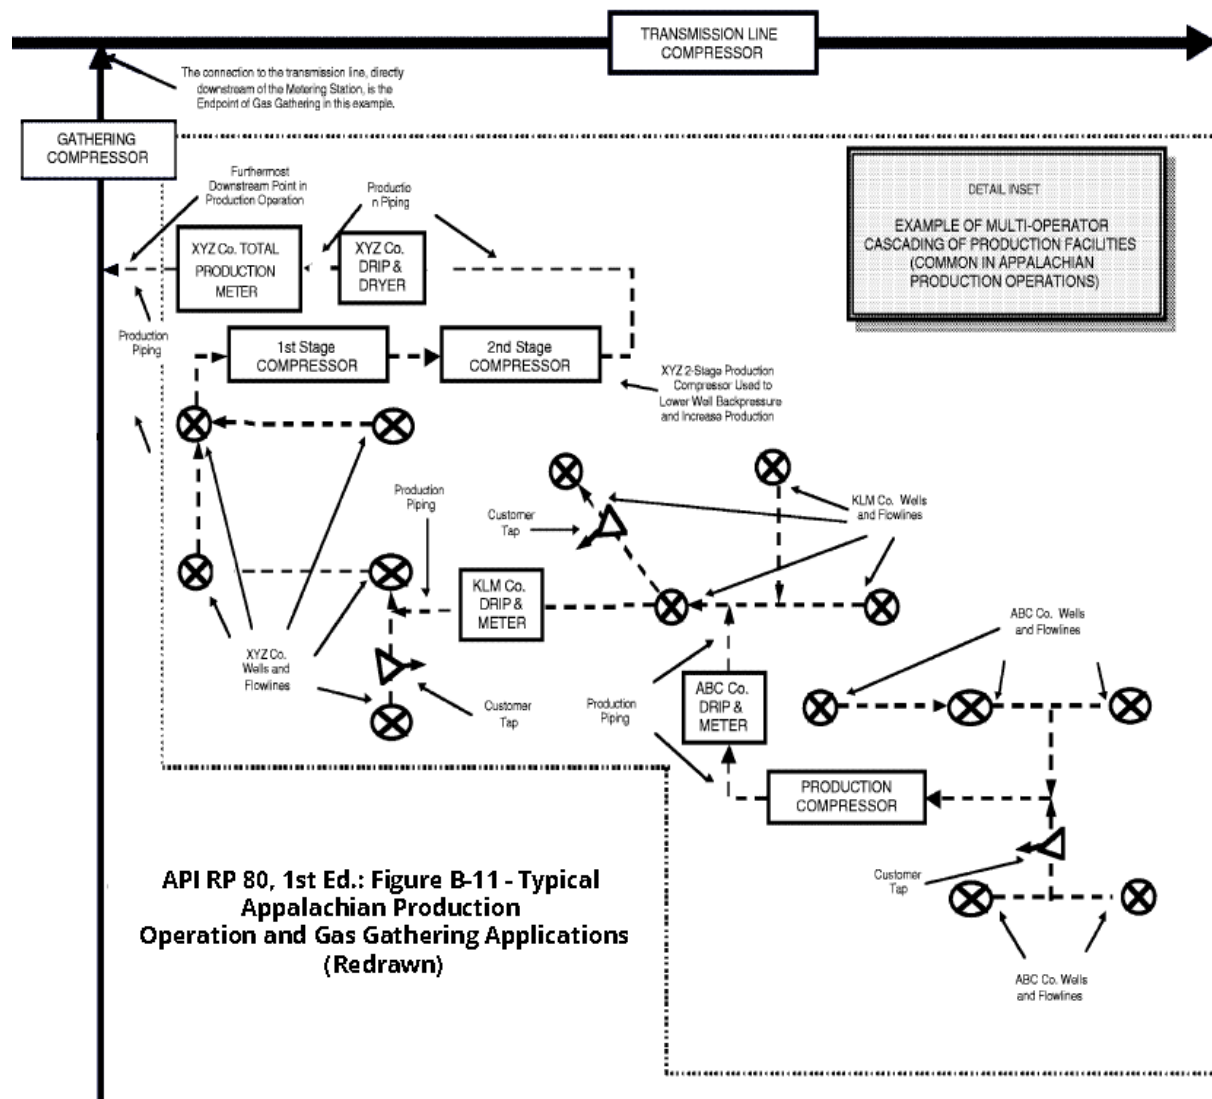 TRANSMISSION LINE
COMPRESSOR
The connection to the transmission line, directly
downstream of the Metering Station, is the
Endpoint of Gas Gathering in this example.
GATHERING
COMPRESSOR
Furthermost
Downstream Point in
Production Operation
Productio
n Piping
DETAIL INSET
EXAMPLE OF MULTI-OPERATOR
CASCADING OF PRODUCTION FACILITIES
(COMMON IN APPALACHIAN
PRODUCTION OPERATIONS)
XYZ Co. TOTAL
PRODUCTION
METER
XYZ Co.
DRIP &
DRYER
Production
Piping
1st Stage
COMPRESSOR
2nd Stage
COMPRESSOR
XYZ 2-Stage Production
Compressor Used to
Lower Well Backpressure
and Increase Production
Production
Piping
Customer
Tap
KLM Co. Wells
and Flowlines
KLM Co.
DRIP &
METER
ABC Co. Wells
and Flowlines
XYZ Co.
Wells and
Flowlines
Customer
Tap
Production
Piping
ABC Co.
DRIP &
METER
PRODUCTION
COMPRESSOR
Customer
Tap
ABC Co. Wells
and Flowlines
API RP 80, 1st Ed.: Figure B-11 - Typical
Appalachian Production
Operation and Gas Gathering Applications
(Redrawn)